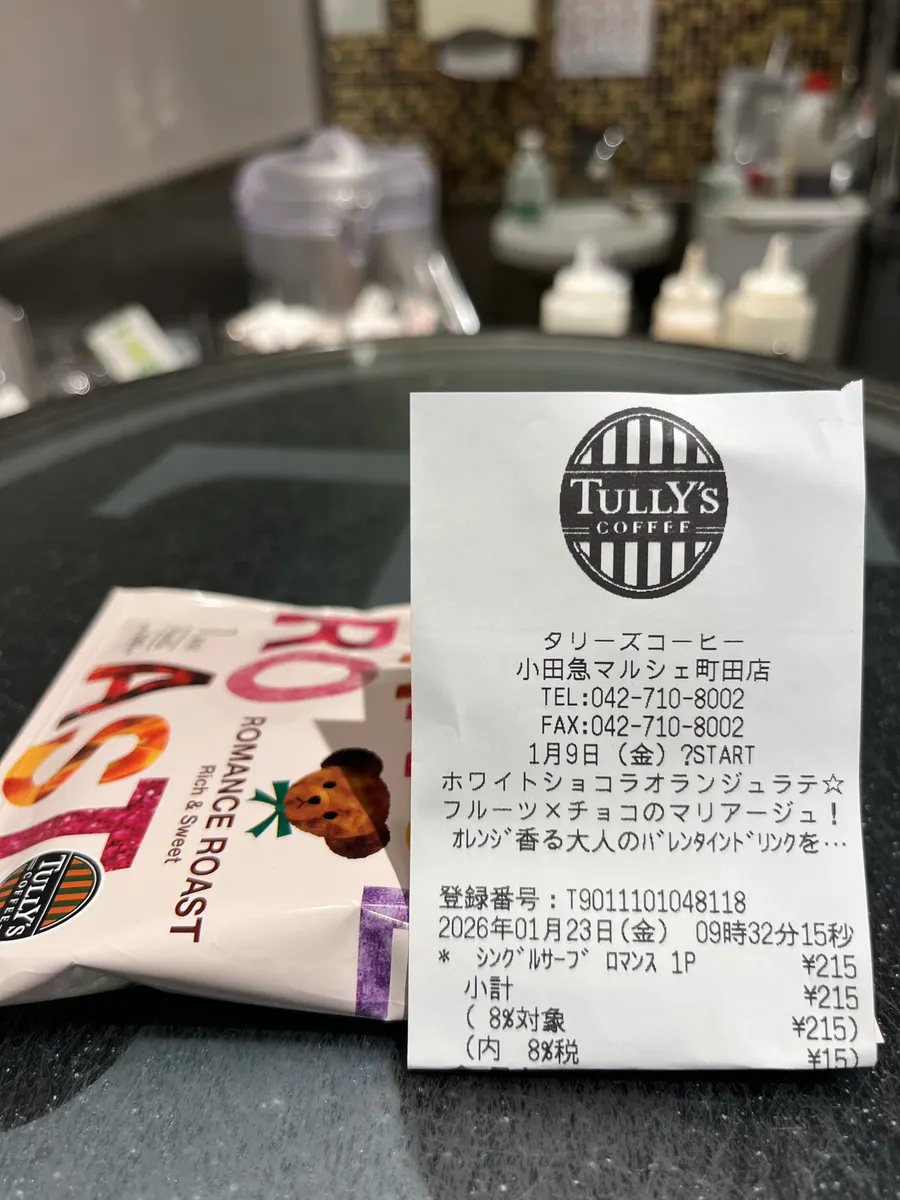 TULLY'S
COFFEE
タリーズコーヒー
小田急マルシェ町田店
TEL:042-710-8002
FAX:042-710-8002
1月9日（金）?START
ホワイトショコラオランジュラテ☆
フルーツ×チョコのマリアージュ！
ｵﾚﾝｼﾞ香る大人のﾊﾞﾚﾝﾀｲﾝﾄﾞﾘﾝｸを…
登録番号：T9011101048118
2026年01月23日(金) 09時32分15秒
* ｼﾝｸﾞﾙｻｰﾌﾞ ﾛﾏﾝｽ 1P ¥215
小計 ¥215
( 8%対象 ¥215)
(内 8%税 ¥15)
RO
AST
ROMANCE ROAST
Rich & Sweet
TULLY'S
COFFEE